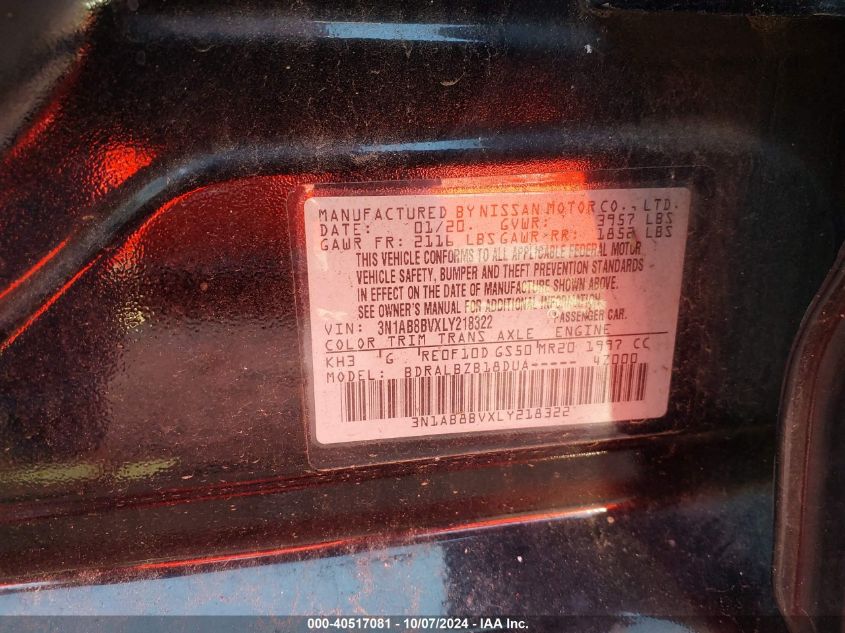 MANUFACTURED BY NISSAN MOTOR CO., LTD.
DATE: 01/20. GVWR: 3957 LBS
GAWR FR: 2116 LBS GAWR-RR: 1852 LBS
THIS VEHICLE CONFORMS TO ALL APPLICABLE FEDERAL MOTOR
VEHICLE SAFETY, BUMPER AND THEFT PREVENTION STANDARDS
IN EFFECT ON THE DATE OF MANUFACTURE SHOWN ABOVE.
SEE OWNER'S MANUAL FOR ADDITIONAL INFORMATION.
VIN: 3N1AB8BVXLY218322 PASSENGER CAR.
COLOR TRIM TRANS AXLE ENGINE
KH3 G RE0F10D GS50 MR20 1997 CC
MODEL: BDRALBZB18DUA----- 4Z000
3N1AB8BVXLY218322
000-40517081 - 10/07/2024 - IAA Inc.